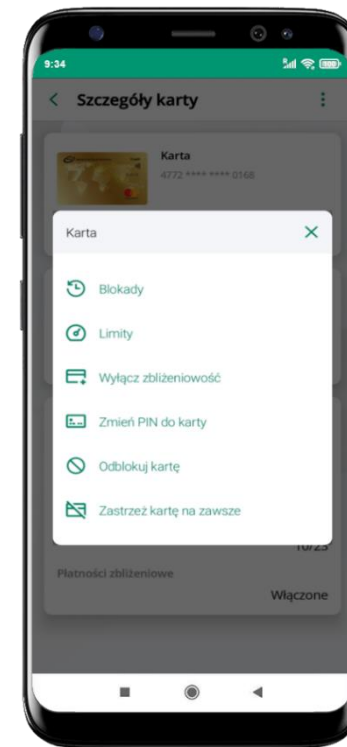 9:34
Szczegóły karty
Karta
4772 **** **** 0168
Karta
Blokady
Limity
Wyłącz zbliżeniowość
Zmień PIN do karty
Odblokuj kartę
Zastrzeż kartę na zawsze
10/23
Płatności zbliżeniowe
Włączone